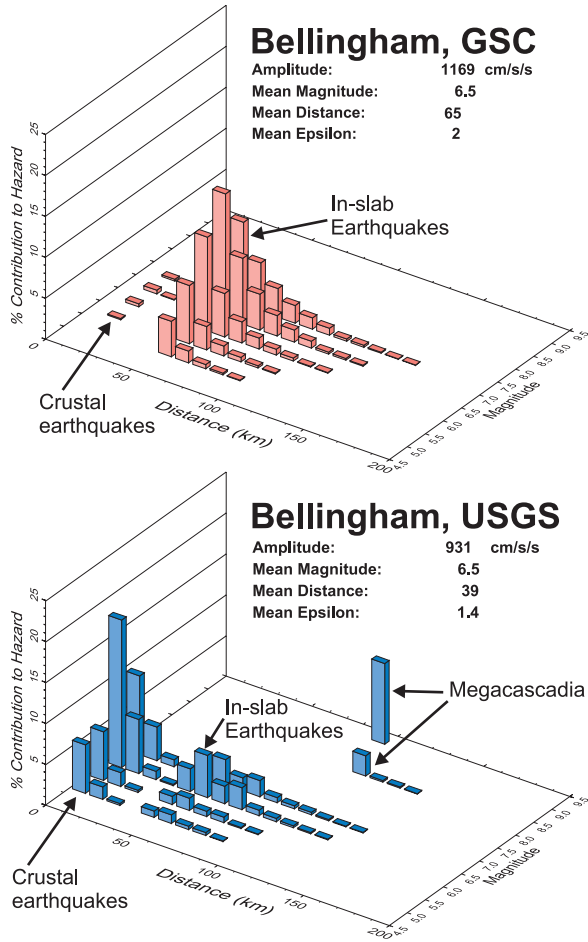 Bellingham, GSC
Amplitude: 1169 cm/s/s
Mean Magnitude: 6.5
Mean Distance: 65
Mean Epsilon: 2
% Contribution to Hazard
25
20
15
10
5
0
In-slab
Earthquakes
Crustal
earthquakes
50
100
150
200
Distance (km)
4.5
5.0
5.5
6.0
6.5
7.0
7.5
8.0
8.5
9.0
9.5
Magnitude
Bellingham, USGS
Amplitude: 931 cm/s/s
Mean Magnitude: 6.5
Mean Distance: 39
Mean Epsilon: 1.4
% Contribution to Hazard
25
20
15
10
5
0
In-slab
Earthquakes
Megacascadia
Crustal
earthquakes
50
100
150
200
Distance (km)
4.5
5.0
5.5
6.0
6.5
7.0
7.5
8.0
8.5
9.0
9.5
Magnitude